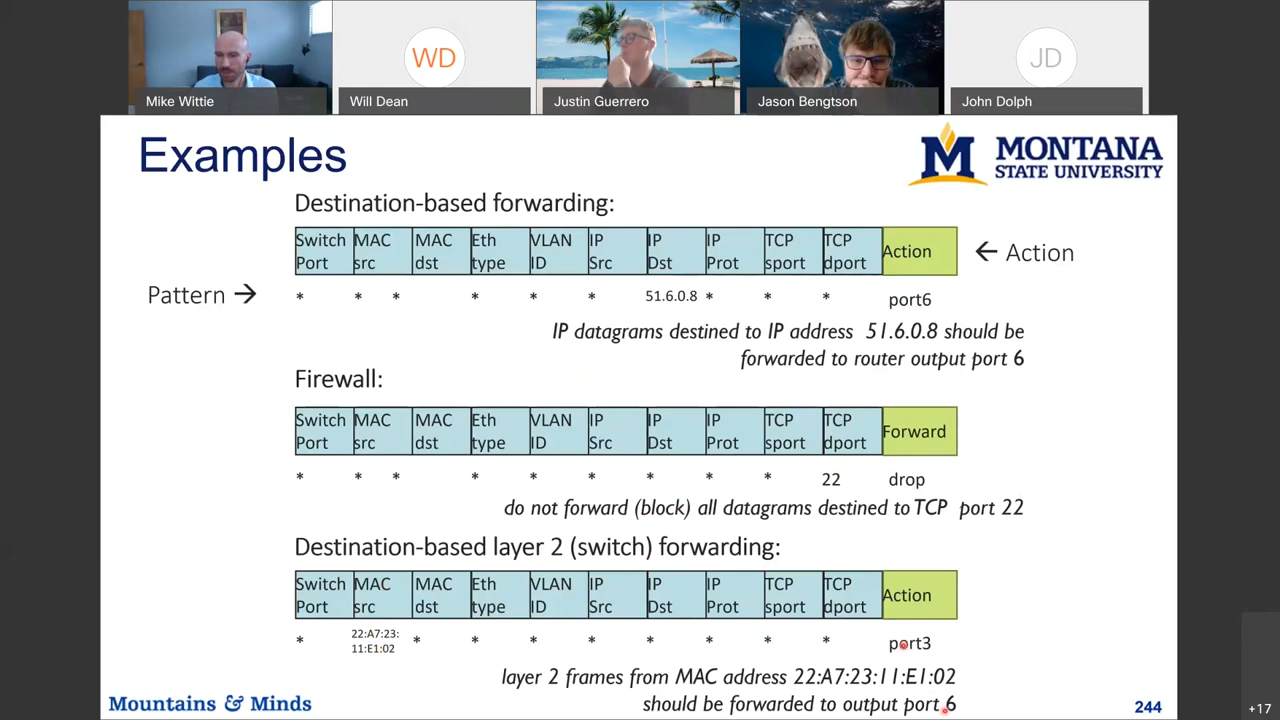 WD
JD
Mike Wittie
Will Dean
Justin Guerrero
Jason Bengtson
John Dolph
Examples
MONTANA
STATE UNIVERSITY
Destination-based forwarding:
Switch Port MAC src MAC dst Eth type VLAN ID IP Src IP Dst IP Prot TCP sport TCP dport Action
← Action
Pattern →
* * * * * * 51.6.0.8 * * * port6
IP datagrams destined to IP address 51.6.0.8 should be
forwarded to router output port 6
Firewall:
Switch Port MAC src MAC dst Eth type VLAN ID IP Src IP Dst IP Prot TCP sport TCP dport Forward
* * * * * * * * * 22 drop
do not forward (block) all datagrams destined to TCP port 22
Destination-based layer 2 (switch) forwarding:
Switch Port MAC src MAC dst Eth type VLAN ID IP Src IP Dst IP Prot TCP sport TCP dport Action
* 22:A7:23:11:E1:02 * * * * * * * * port3
layer 2 frames from MAC address 22:A7:23:11:E1:02
should be forwarded to output port 6
Mountains & Minds
244
+17